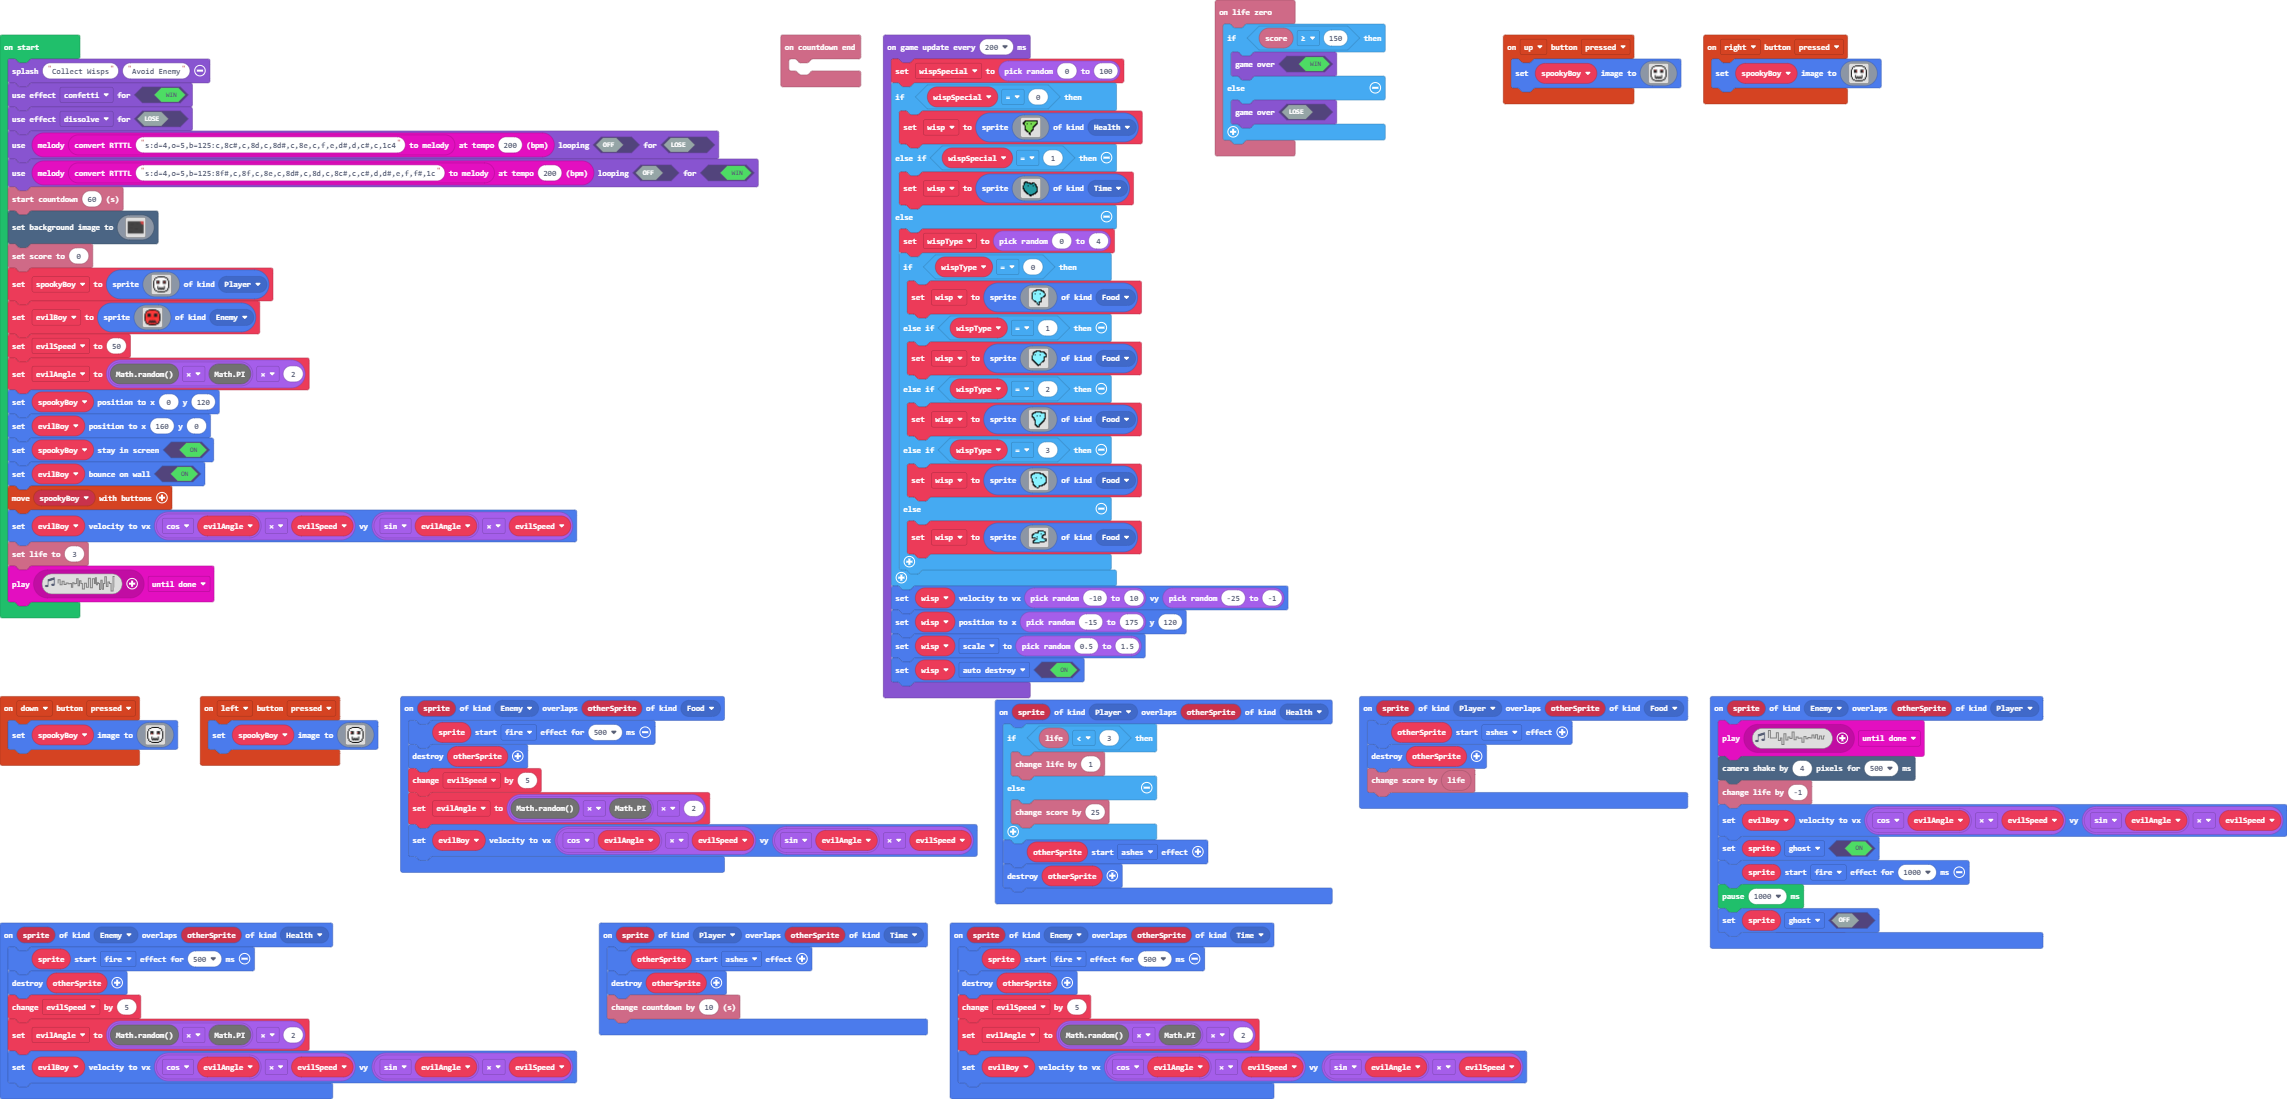 on start
splash "Collect Wisps" "Avoid Enemy"
use effect confetti for WIN
use effect dissolve for LOSE
use melody convert RTTTL "s:d=4,o=5,b=125:c,8c#,c,8d,c,8d#,c,8e,c,f,e,d#,d,c#,c,1c4" to melody at tempo 200 (bpm) looping OFF for LOSE
use melody convert RTTTL "s:d=4,o=5,b=125:8f#,c,8f,c,8e,c,8d#,c,8d,c,8c#,c,c#,d,d#,e,f,f#,1c" to melody at tempo 200 (bpm) looping OFF for WIN
start countdown 60 (s)
set background image to
set score to 0
set spookyBoy to sprite of kind Player
set evilBoy to sprite of kind Enemy
set evilSpeed to 50
set evilAngle to Math.random() × Math.PI × 2
set spookyBoy position to x 0 y 120
set evilBoy position to x 160 y 0
set spookyBoy stay in screen ON
set evilBoy bounce on wall ON
move spookyBoy with buttons
set evilBoy velocity to vx cos evilAngle × evilSpeed vy sin evilAngle × evilSpeed
set life to 3
play until done
on countdown end
on game update every 200 ms
set wispSpecial to pick random 0 to 100
if wispSpecial = 0 then
set wisp to sprite of kind Health
else if wispSpecial = 1 then
set wisp to sprite of kind Time
else
set wispType to pick random 0 to 4
if wispType = 0 then
set wisp to sprite of kind Food
else if wispType = 1 then
set wisp to sprite of kind Food
else if wispType = 2 then
set wisp to sprite of kind Food
else if wispType = 3 then
set wisp to sprite of kind Food
else
set wisp to sprite of kind Food
set wisp velocity to vx pick random -10 to 10 vy pick random -25 to -1
set wisp position to x pick random -15 to 175 y 120
set wisp scale to pick random 0.5 to 1.5
set wisp auto destroy ON
on life zero
if score ≥ 150 then
game over WIN
else
game over LOSE
on up button pressed
set spookyBoy image to
on right button pressed
set spookyBoy image to
on down button pressed
set spookyBoy image to
on left button pressed
set spookyBoy image to
on sprite of kind Enemy overlaps otherSprite of kind Food
sprite start fire effect for 500 ms
destroy otherSprite
change evilSpeed by 5
set evilAngle to Math.random() × Math.PI × 2
set evilBoy velocity to vx cos evilAngle × evilSpeed vy sin evilAngle × evilSpeed
on sprite of kind Player overlaps otherSprite of kind Health
if life < 3 then
change life by 1
else
change score by 25
otherSprite start ashes effect
destroy otherSprite
on sprite of kind Player overlaps otherSprite of kind Food
otherSprite start ashes effect
destroy otherSprite
change score by life
on sprite of kind Enemy overlaps otherSprite of kind Player
play until done
camera shake by 4 pixels for 500 ms
change life by -1
set evilBoy velocity to vx cos evilAngle × evilSpeed vy sin evilAngle × evilSpeed
set sprite ghost ON
sprite start fire effect for 1000 ms
pause 1000 ms
set sprite ghost OFF
on sprite of kind Enemy overlaps otherSprite of kind Health
sprite start fire effect for 500 ms
destroy otherSprite
change evilSpeed by 5
set evilAngle to Math.random() × Math.PI × 2
set evilBoy velocity to vx cos evilAngle × evilSpeed vy sin evilAngle × evilSpeed
on sprite of kind Player overlaps otherSprite of kind Time
otherSprite start ashes effect
destroy otherSprite
change countdown by 10 (s)
on sprite of kind Enemy overlaps otherSprite of kind Time
sprite start fire effect for 500 ms
destroy otherSprite
change evilSpeed by 5
set evilAngle to Math.random() × Math.PI × 2
set evilBoy velocity to vx cos evilAngle × evilSpeed vy sin evilAngle × evilSpeed